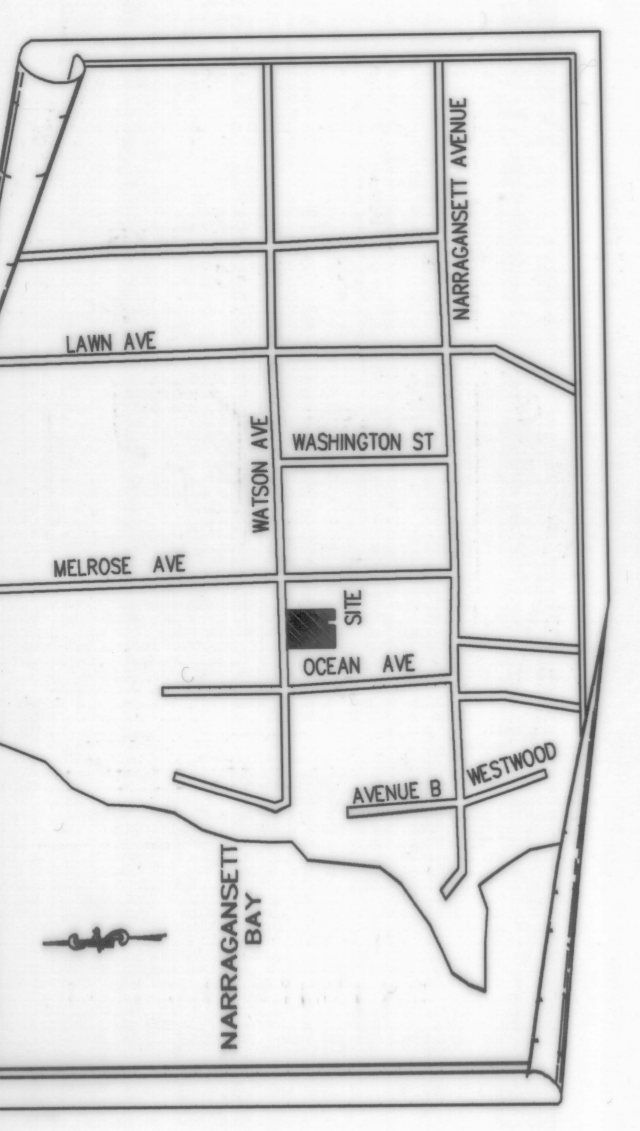 NARRAGANSETT AVENUE
LAWN AVE
WATSON AVE
WASHINGTON ST
MELROSE AVE
SITE
OCEAN AVE
AVENUE B
WESTWOOD
NARRAGANSETT
BAY